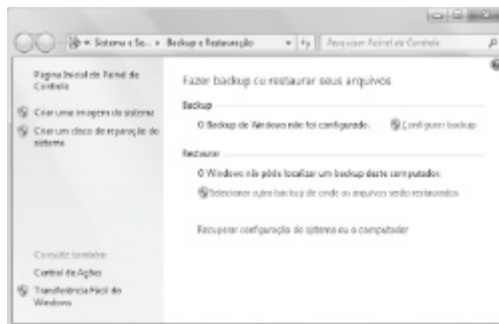 Sistema e Se... ▸ Backup e Restauração
Pesquisar Painel de Controle
Página Inicial do Painel de
Controle
Criar uma imagem do sistema
Criar um disco de reparação do
sistema
Consulte também
Central de Ações
Transferência Fácil do
Windows
Fazer backup ou restaurar seus arquivos
Backup
O Backup do Windows não foi configurado.
Configurar backup
Restaurar
O Windows não pôde localizar um backup deste computador.
Selecionar outro backup de onde os arquivos serão restaurados
Recuperar configuração do sistema ou o computador